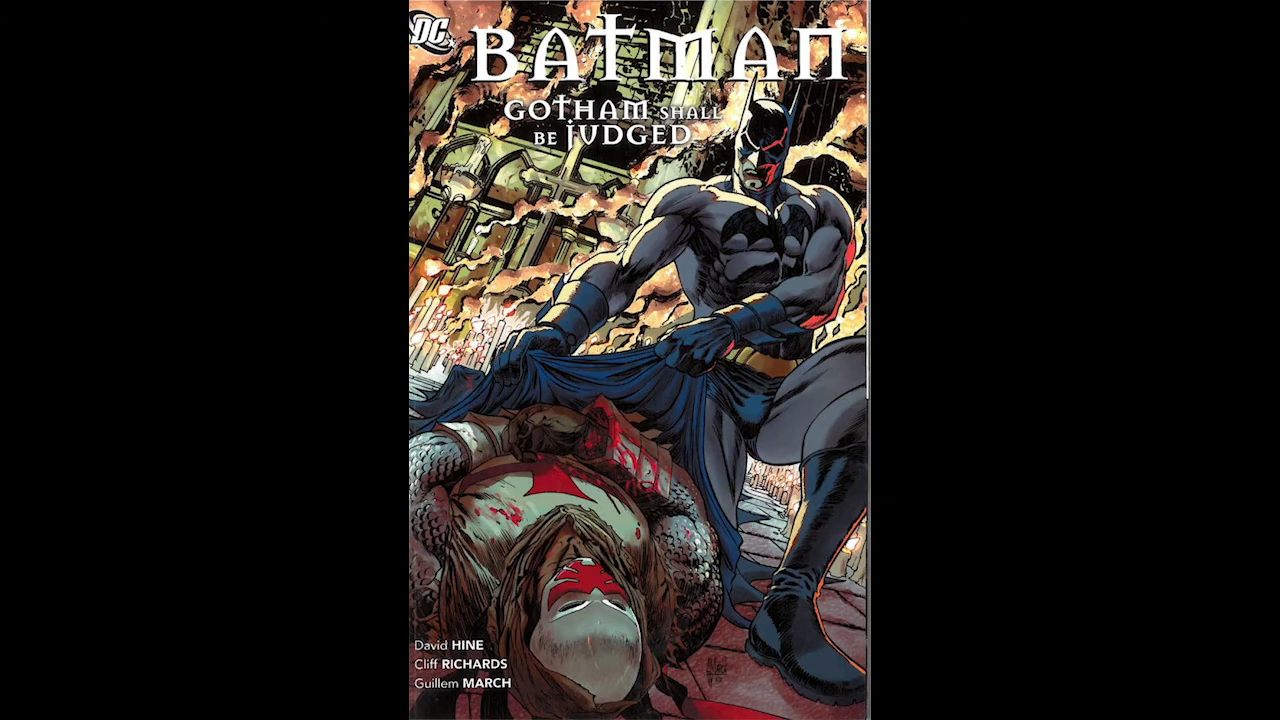 DC
BATMAN
GOTHAM SHALL
BE JUDGED
David HINE
Cliff RICHARDS
Guillem MARCH